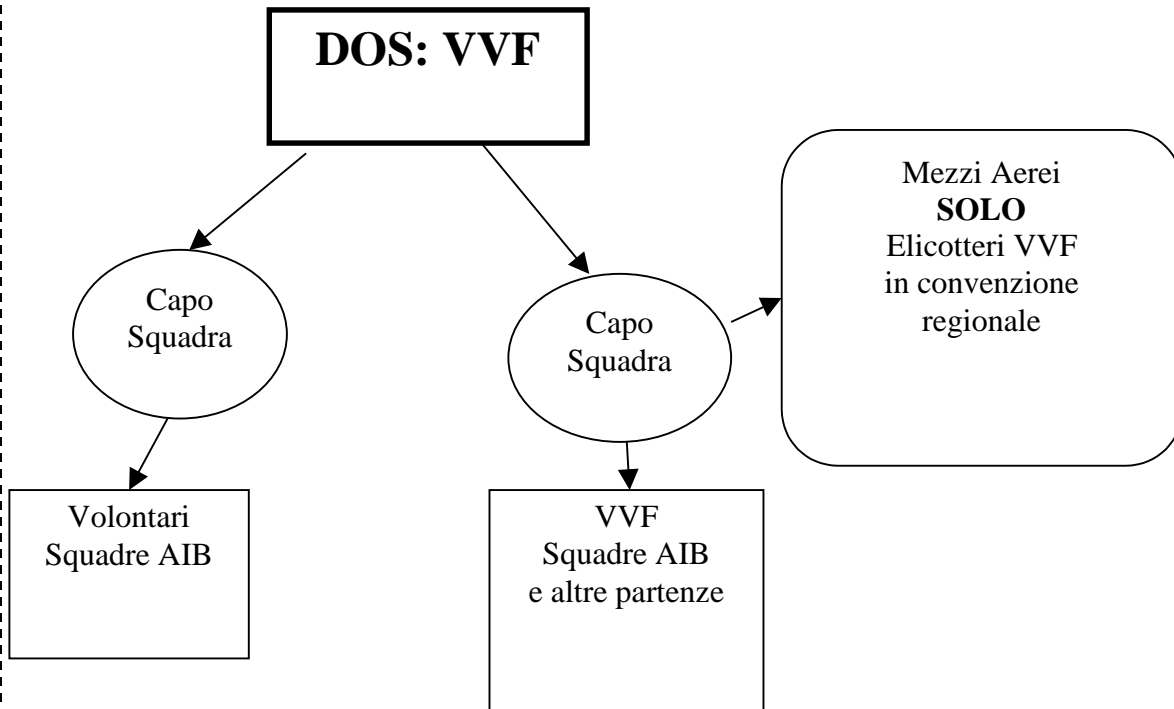 DOS: VVF
Capo
Squadra
Capo
Squadra
Mezzi Aerei
SOLO
Elicotteri VVF
in convenzione
regionale
Volontari
Squadre AIB
VVF
Squadre AIB
e altre partenze